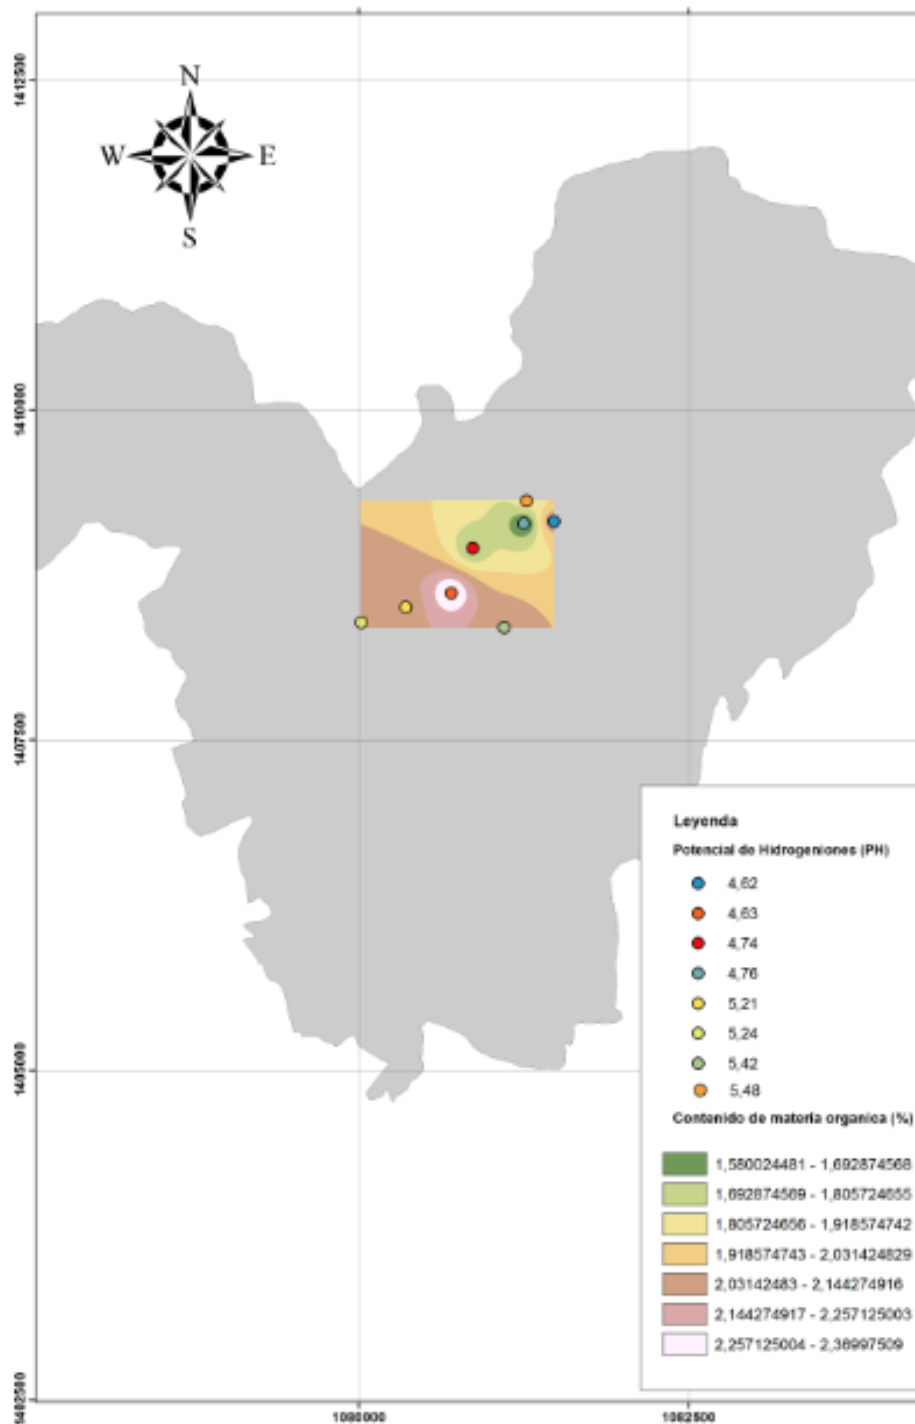 1412500
N
W E
S
1410000
1407500
Leyenda
Potencial de Hidrogeniones (PH)
4,62
4,63
4,74
4,76
5,21
5,24
5,42
5,48
1405000
Contenido de materia organica (%)
1,580024481 - 1,692874568
1,692874569 - 1,805724655
1,805724656 - 1,918574742
1,918574743 - 2,031424829
2,03142483 - 2,144274916
2,144274917 - 2,257125003
2,257125004 - 2,36997509
1402500
1080000 1082500